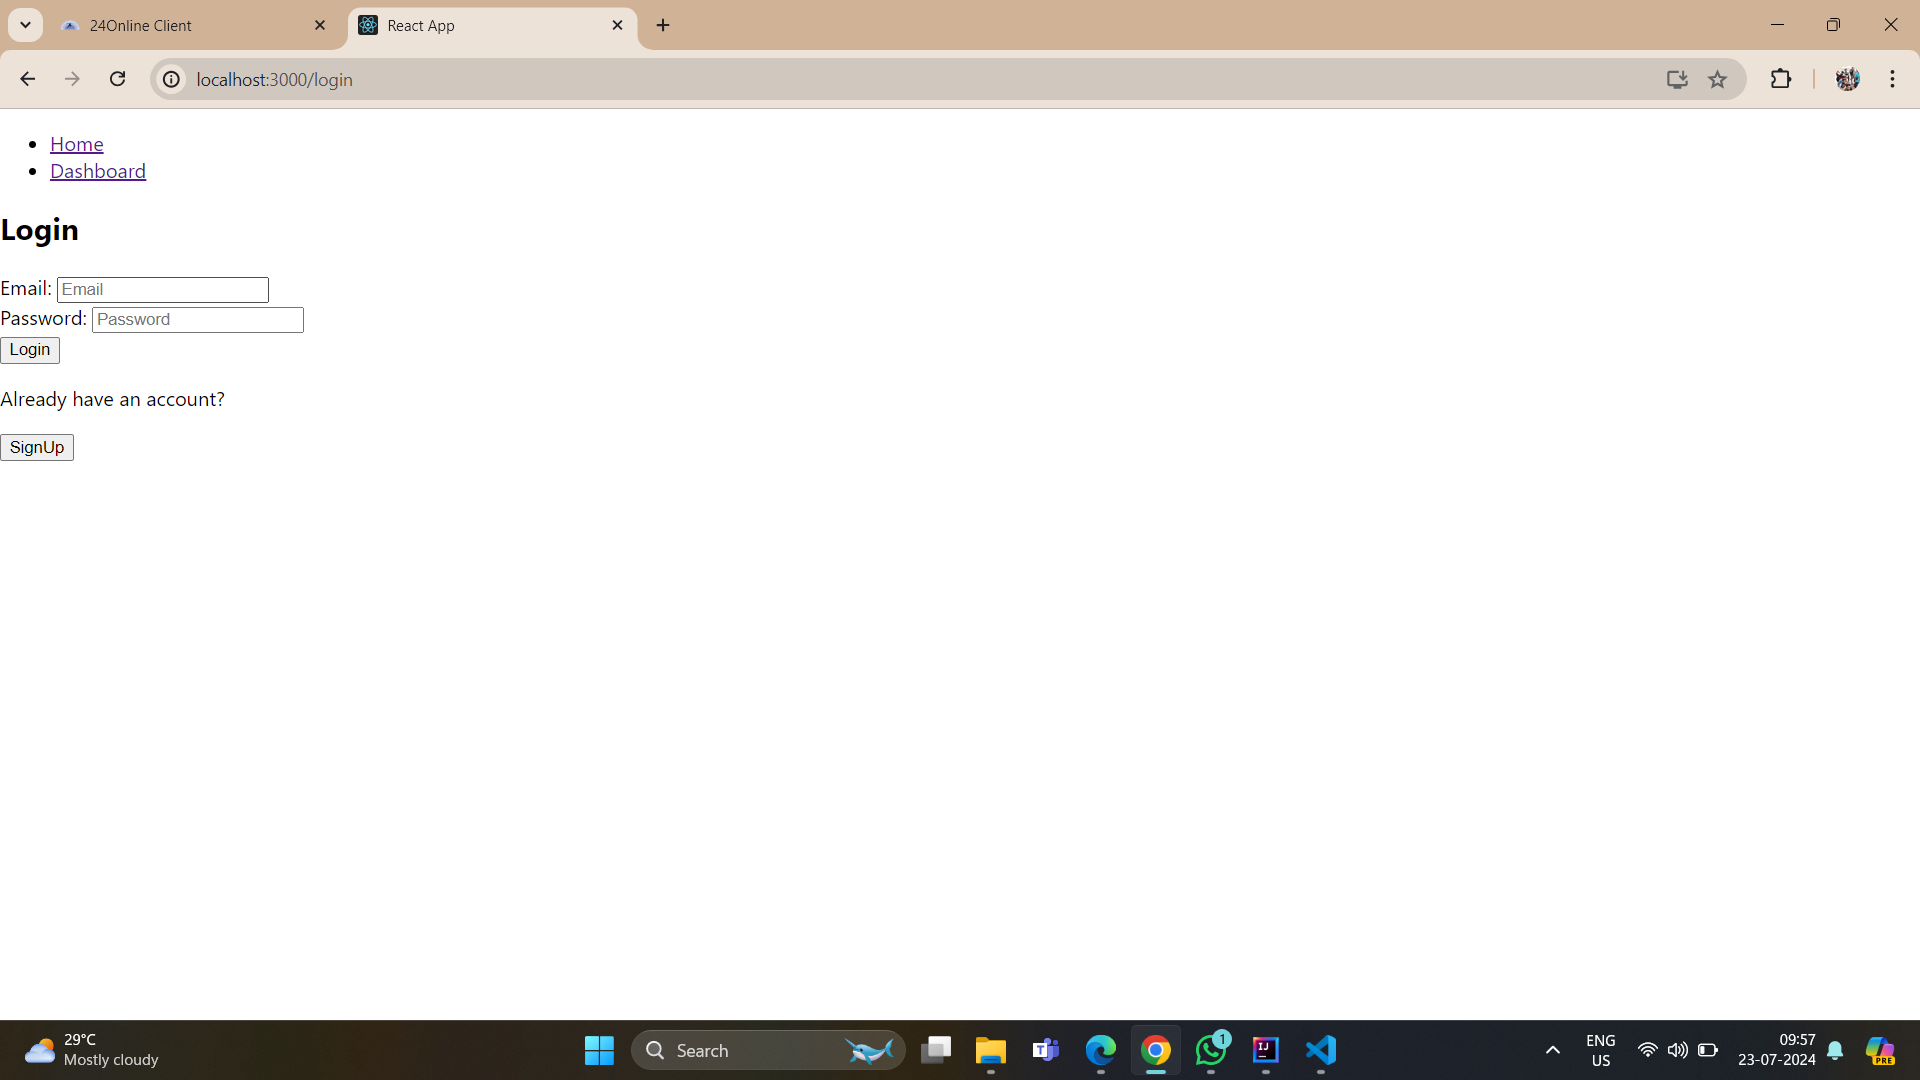 24Online Client
React App
localhost:3000/login
Home
Dashboard
Login
Email: Email
Password: Password
Login
Already have an account?
SignUp
29°C
Mostly cloudy
Search
1
ENG
US
09:57
23-07-2024
PRE